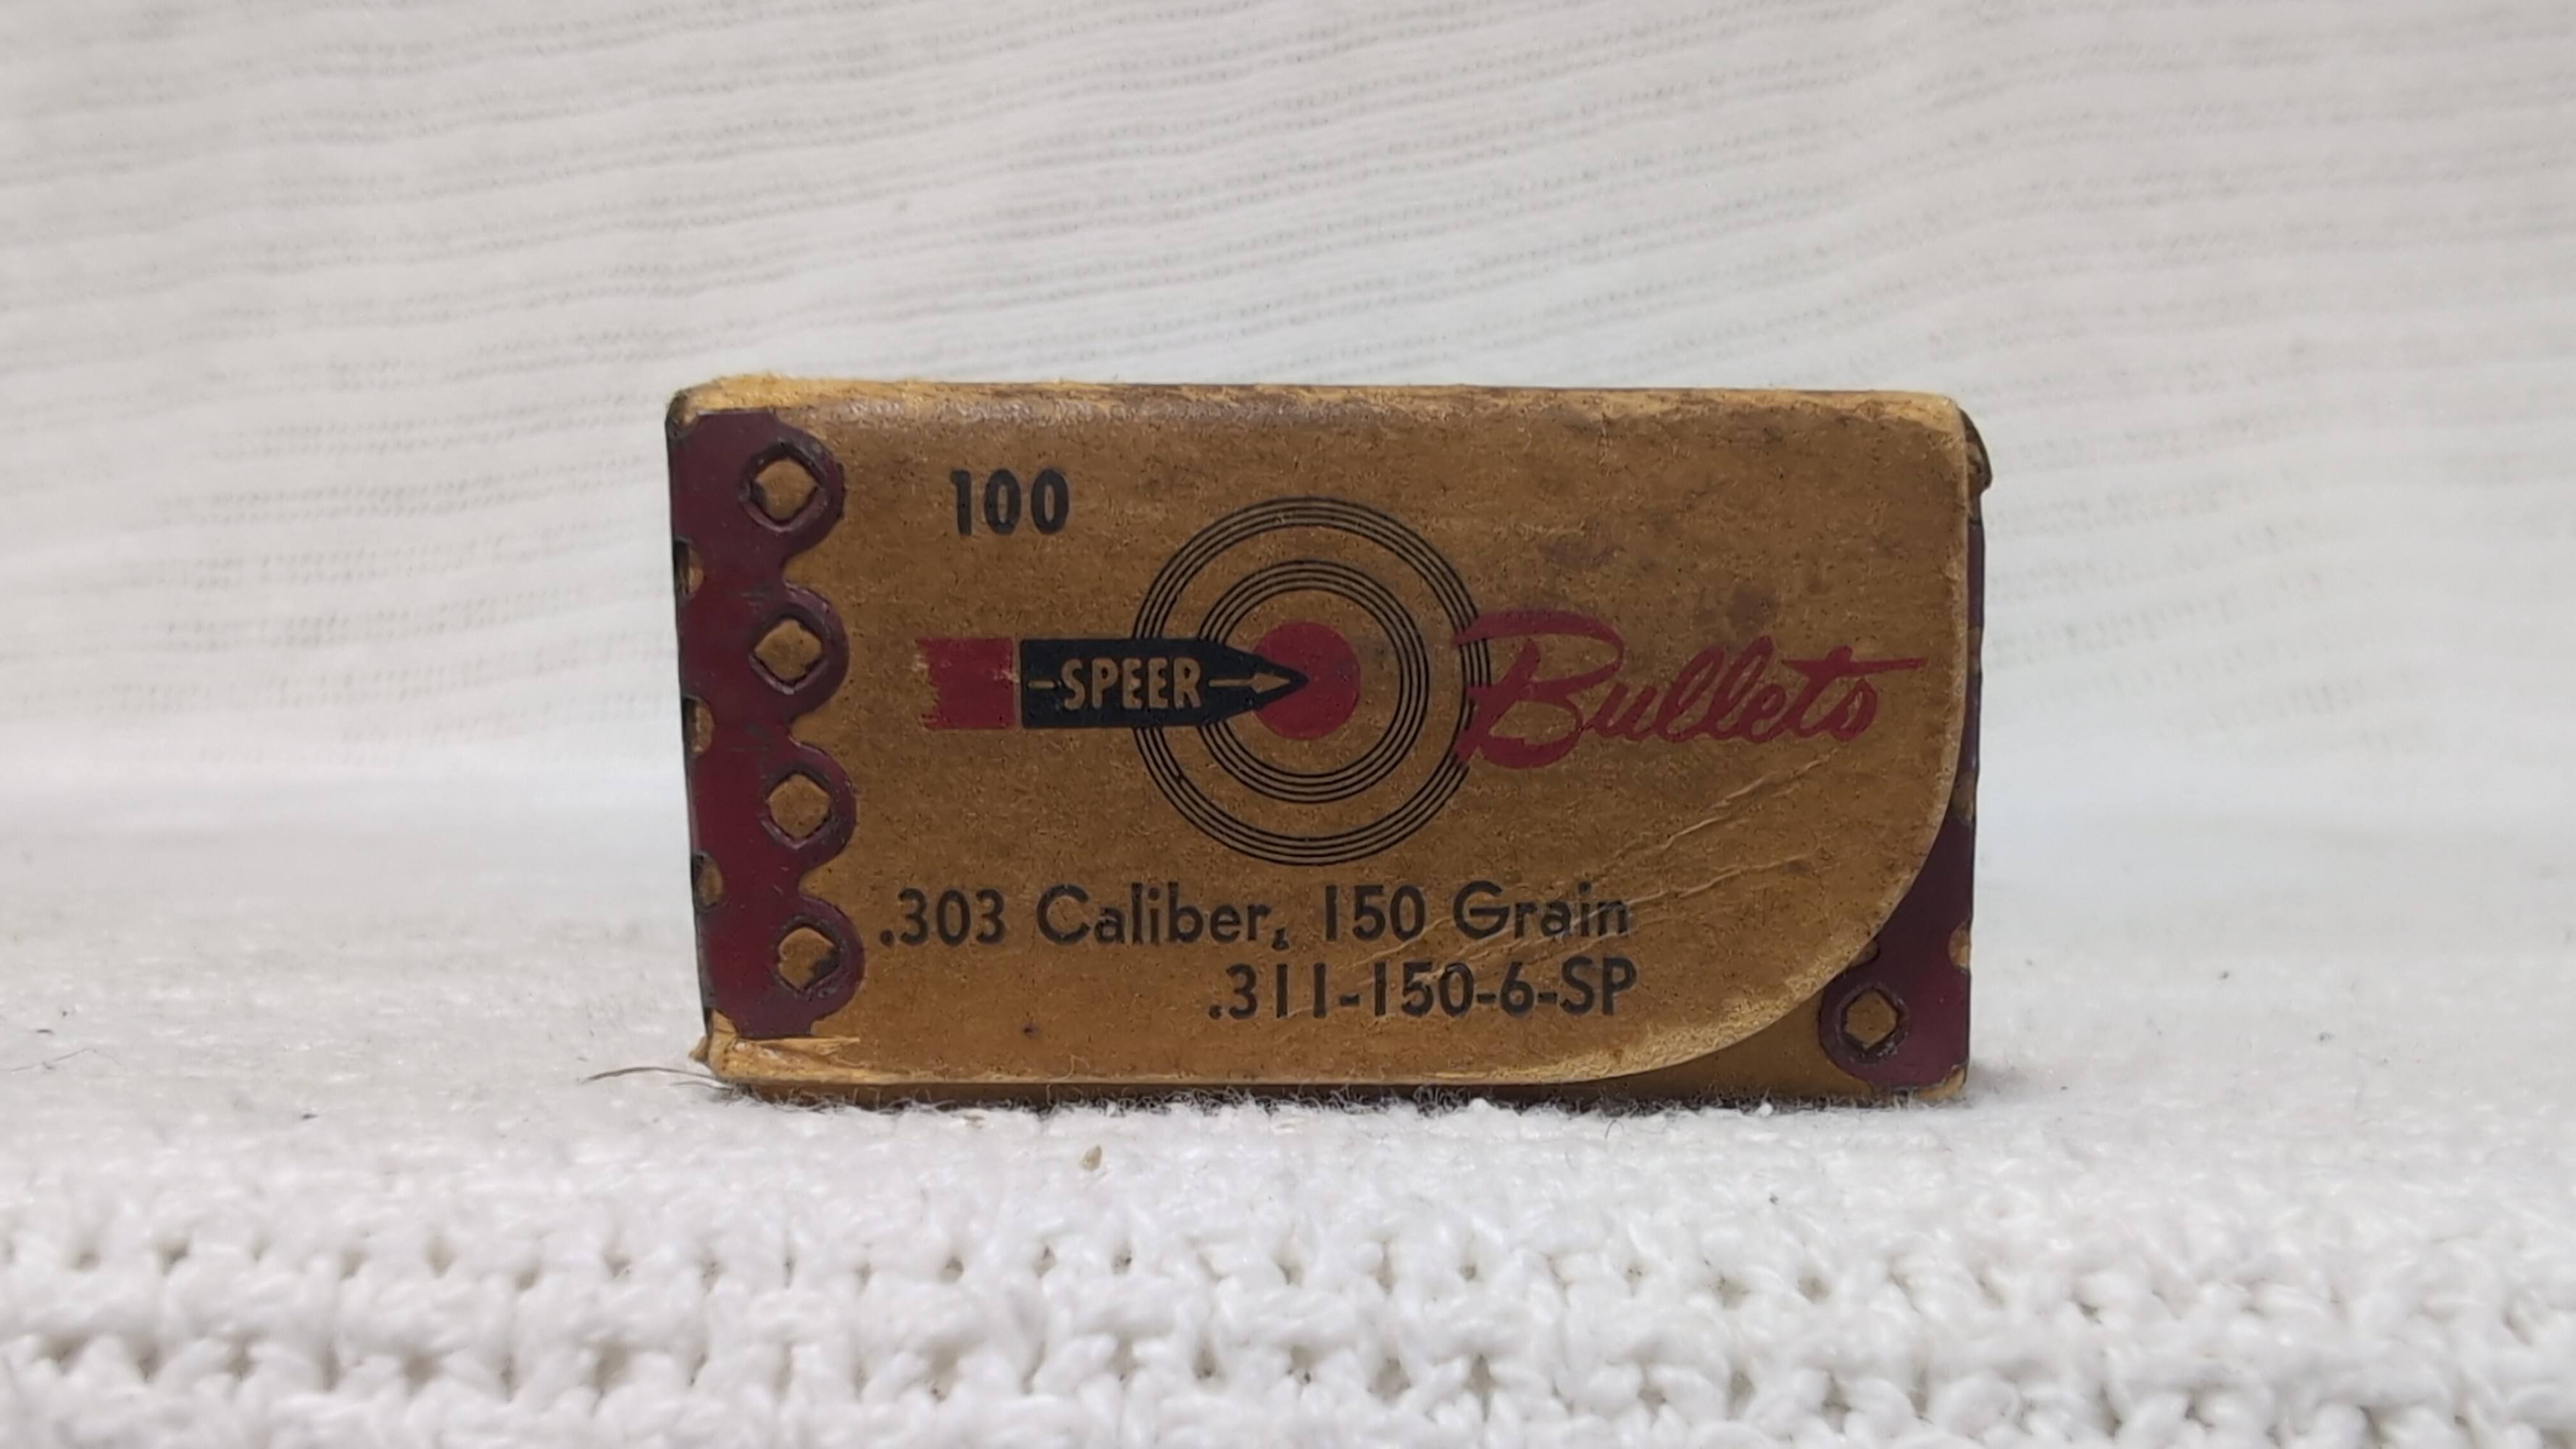 100
SPEER Bullets
.303 Caliber, 150 Grain
.311-150-6-SP